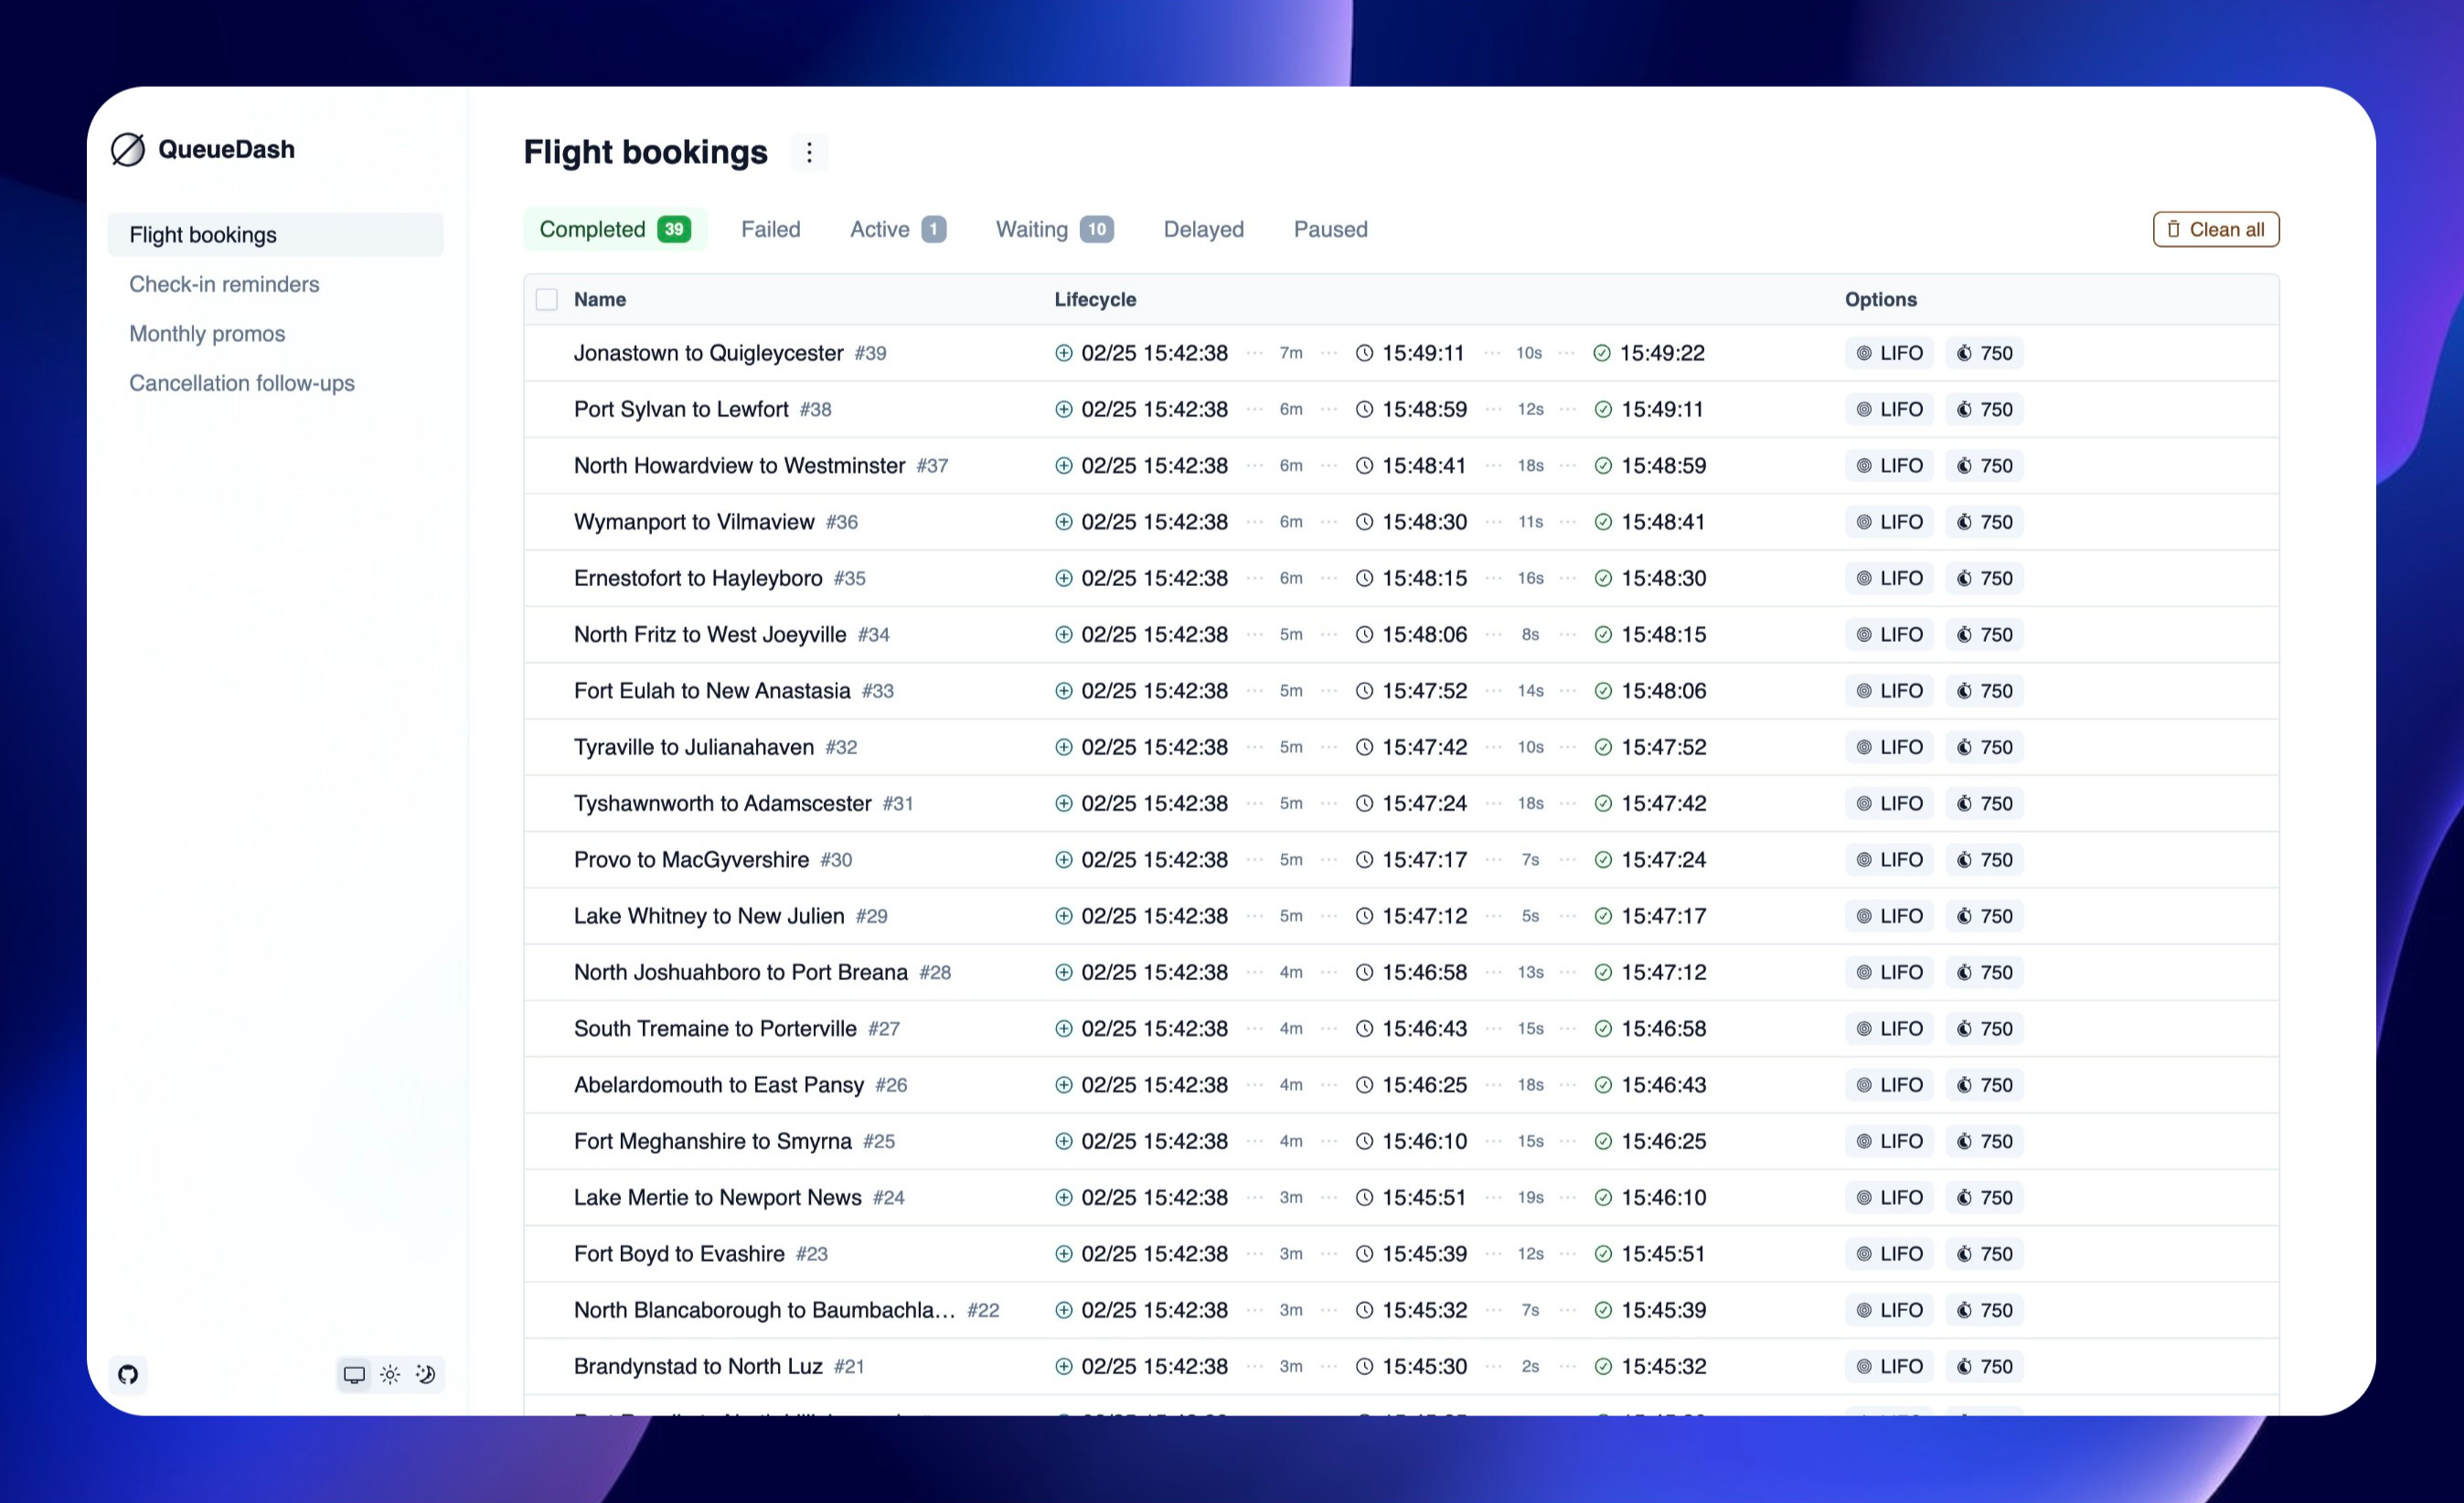 QueueDash
Flight bookings
Check-in reminders
Monthly promos
Cancellation follow-ups
Flight bookings
Completed 39 Failed Active 1 Waiting 10 Delayed Paused Clean all
Name Lifecycle Options
Jonastown to Quigleycester #39 02/25 15:42:38 ··· 7m ··· 15:49:11 ··· 10s ··· 15:49:22 LIFO 750
Port Sylvan to Lewfort #38 02/25 15:42:38 ··· 6m ··· 15:48:59 ··· 12s ··· 15:49:11 LIFO 750
North Howardview to Westminster #37 02/25 15:42:38 ··· 6m ··· 15:48:41 ··· 18s ··· 15:48:59 LIFO 750
Wymanport to Vilmaview #36 02/25 15:42:38 ··· 6m ··· 15:48:30 ··· 11s ··· 15:48:41 LIFO 750
Ernestofort to Hayleyboro #35 02/25 15:42:38 ··· 6m ··· 15:48:15 ··· 16s ··· 15:48:30 LIFO 750
North Fritz to West Joeyville #34 02/25 15:42:38 ··· 5m ··· 15:48:06 ··· 8s ··· 15:48:15 LIFO 750
Fort Eulah to New Anastasia #33 02/25 15:42:38 ··· 5m ··· 15:47:52 ··· 14s ··· 15:48:06 LIFO 750
Tyraville to Julianahaven #32 02/25 15:42:38 ··· 5m ··· 15:47:42 ··· 10s ··· 15:47:52 LIFO 750
Tyshawnworth to Adamscester #31 02/25 15:42:38 ··· 5m ··· 15:47:24 ··· 18s ··· 15:47:42 LIFO 750
Provo to MacGyvershire #30 02/25 15:42:38 ··· 5m ··· 15:47:17 ··· 7s ··· 15:47:24 LIFO 750
Lake Whitney to New Julien #29 02/25 15:42:38 ··· 5m ··· 15:47:12 ··· 5s ··· 15:47:17 LIFO 750
North Joshuahboro to Port Breana #28 02/25 15:42:38 ··· 4m ··· 15:46:58 ··· 13s ··· 15:47:12 LIFO 750
South Tremaine to Porterville #27 02/25 15:42:38 ··· 4m ··· 15:46:43 ··· 15s ··· 15:46:58 LIFO 750
Abelardomouth to East Pansy #26 02/25 15:42:38 ··· 4m ··· 15:46:25 ··· 18s ··· 15:46:43 LIFO 750
Fort Meghanshire to Smyrna #25 02/25 15:42:38 ··· 4m ··· 15:46:10 ··· 15s ··· 15:46:25 LIFO 750
Lake Mertie to Newport News #24 02/25 15:42:38 ··· 3m ··· 15:45:51 ··· 19s ··· 15:46:10 LIFO 750
Fort Boyd to Evashire #23 02/25 15:42:38 ··· 3m ··· 15:45:39 ··· 12s ··· 15:45:51 LIFO 750
North Blancaborough to Baumbachla... #22 02/25 15:42:38 ··· 3m ··· 15:45:32 ··· 7s ··· 15:45:39 LIFO 750
Brandynstad to North Luz #21 02/25 15:42:38 ··· 3m ··· 15:45:30 ··· 2s ··· 15:45:32 LIFO 750